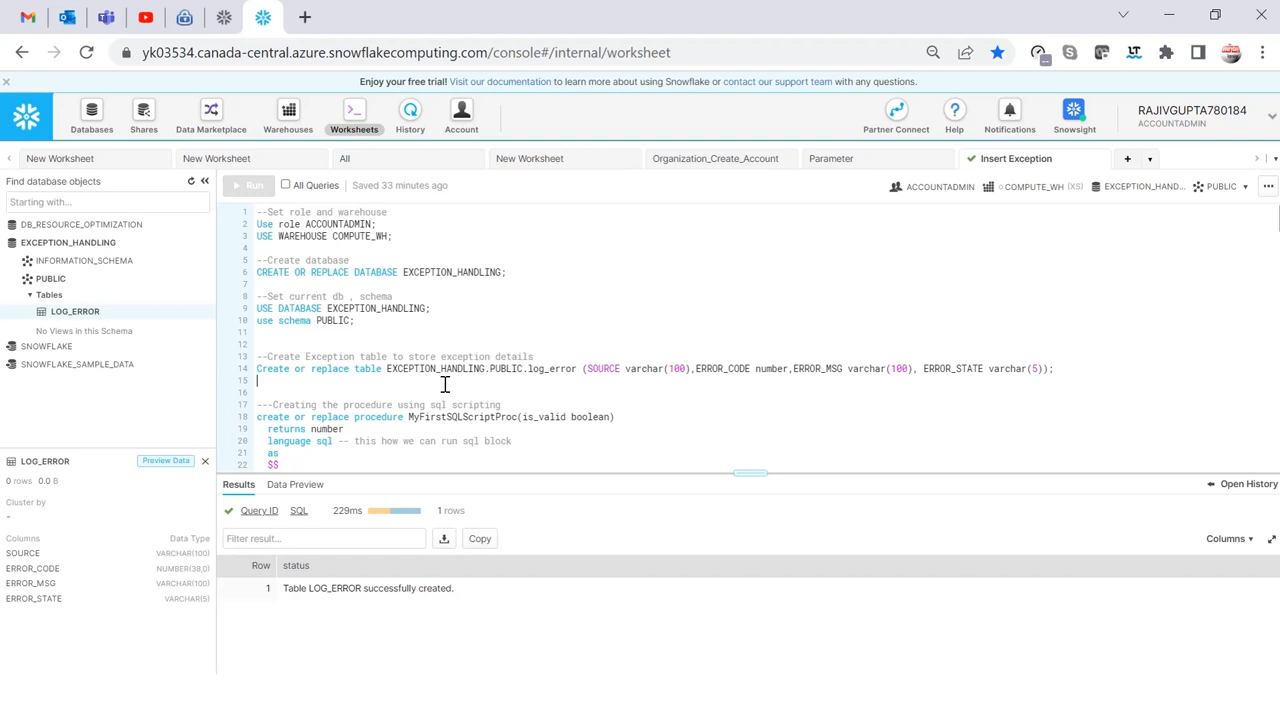 yk03534.canada-central.azure.snowflakecomputing.com/console#/internal/worksheet
Enjoy your free trial! Visit our documentation to learn more about using Snowflake or contact our support team with any questions.
Databases
Shares
Data Marketplace
Warehouses
Worksheets
History
Account
Partner Connect
Help
Notifications
Snowsight
RAJIVGUPTA780184
ACCOUNTADMIN
New Worksheet
New Worksheet
All
New Worksheet
Organization_Create_Account
Parameter
Insert Exception
Find database objects
Starting with...
DB_RESOURCE_OPTIMIZATION
EXCEPTION_HANDLING
INFORMATION_SCHEMA
PUBLIC
Tables
LOG_ERROR
No Views in this Schema
SNOWFLAKE
SNOWFLAKE_SAMPLE_DATA
Run
All Queries
Saved 33 minutes ago
ACCOUNTADMIN
COMPUTE_WH (XS)
EXCEPTION_HAND...
PUBLIC
1 --Set role and warehouse
2 Use role ACCOUNTADMIN;
3 USE WAREHOUSE COMPUTE_WH;
4
5 --Create database
6 CREATE OR REPLACE DATABASE EXCEPTION_HANDLING;
7
8 --Set current db , schema
9 USE DATABASE EXCEPTION_HANDLING;
10 use schema PUBLIC;
11
12
13 --Create Exception table to store exception details
14 Create or replace table EXCEPTION_HANDLING.PUBLIC.log_error (SOURCE varchar(100),ERROR_CODE number,ERROR_MSG varchar(100), ERROR_STATE varchar(5));
15
16
17 ---Creating the procedure using sql scripting
18 create or replace procedure MyFirstSQLScriptProc(is_valid boolean)
19 returns number
20 language sql -- this how we can run sql block
21 as
22 $$
LOG_ERROR
Preview Data
0 rows 0.0 B
Cluster by
-
Columns Data Type
SOURCE VARCHAR(100)
ERROR_CODE NUMBER(38,0)
ERROR_MSG VARCHAR(100)
ERROR_STATE VARCHAR(5)
Results
Data Preview
Open History
Query ID
SQL
229ms
1 rows
Filter result...
Copy
Columns
Row status
1 Table LOG_ERROR successfully created.